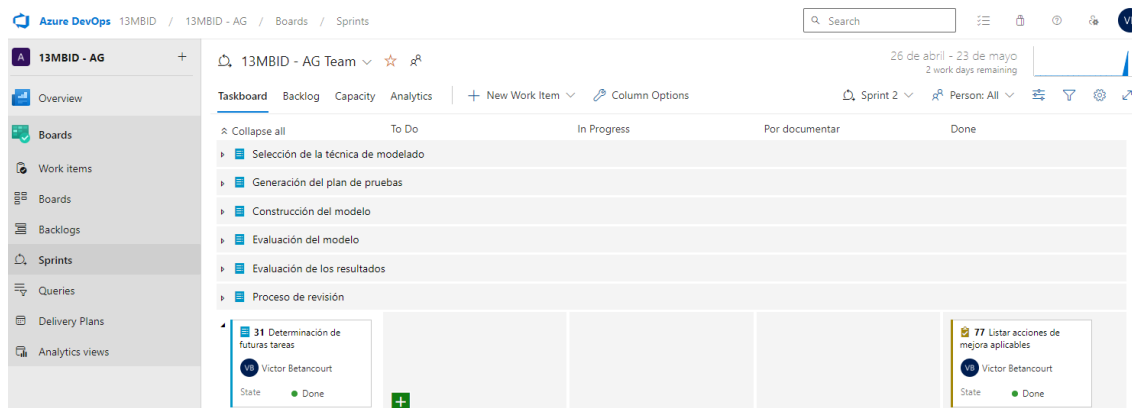 Azure DevOps 13MBID / 13MBID - AG / Boards / Sprints
Search
VB
A 13MBID - AG +
13MBID - AG Team
26 de abril - 23 de mayo
2 work days remaining
Overview
Taskboard Backlog Capacity Analytics + New Work Item Column Options
Sprint 2 Person: All
Boards
Collapse all To Do In Progress Por documentar Done
Selección de la técnica de modelado
Work items
Generación del plan de pruebas
Boards
Construcción del modelo
Backlogs
Evaluación del modelo
Sprints
Evaluación de los resultados
Queries
Proceso de revisión
Delivery Plans
Analytics views
31 Determinación de
futuras tareas
VB Victor Betancourt
State Done
77 Listar acciones de
mejora aplicables
VB Victor Betancourt
State Done